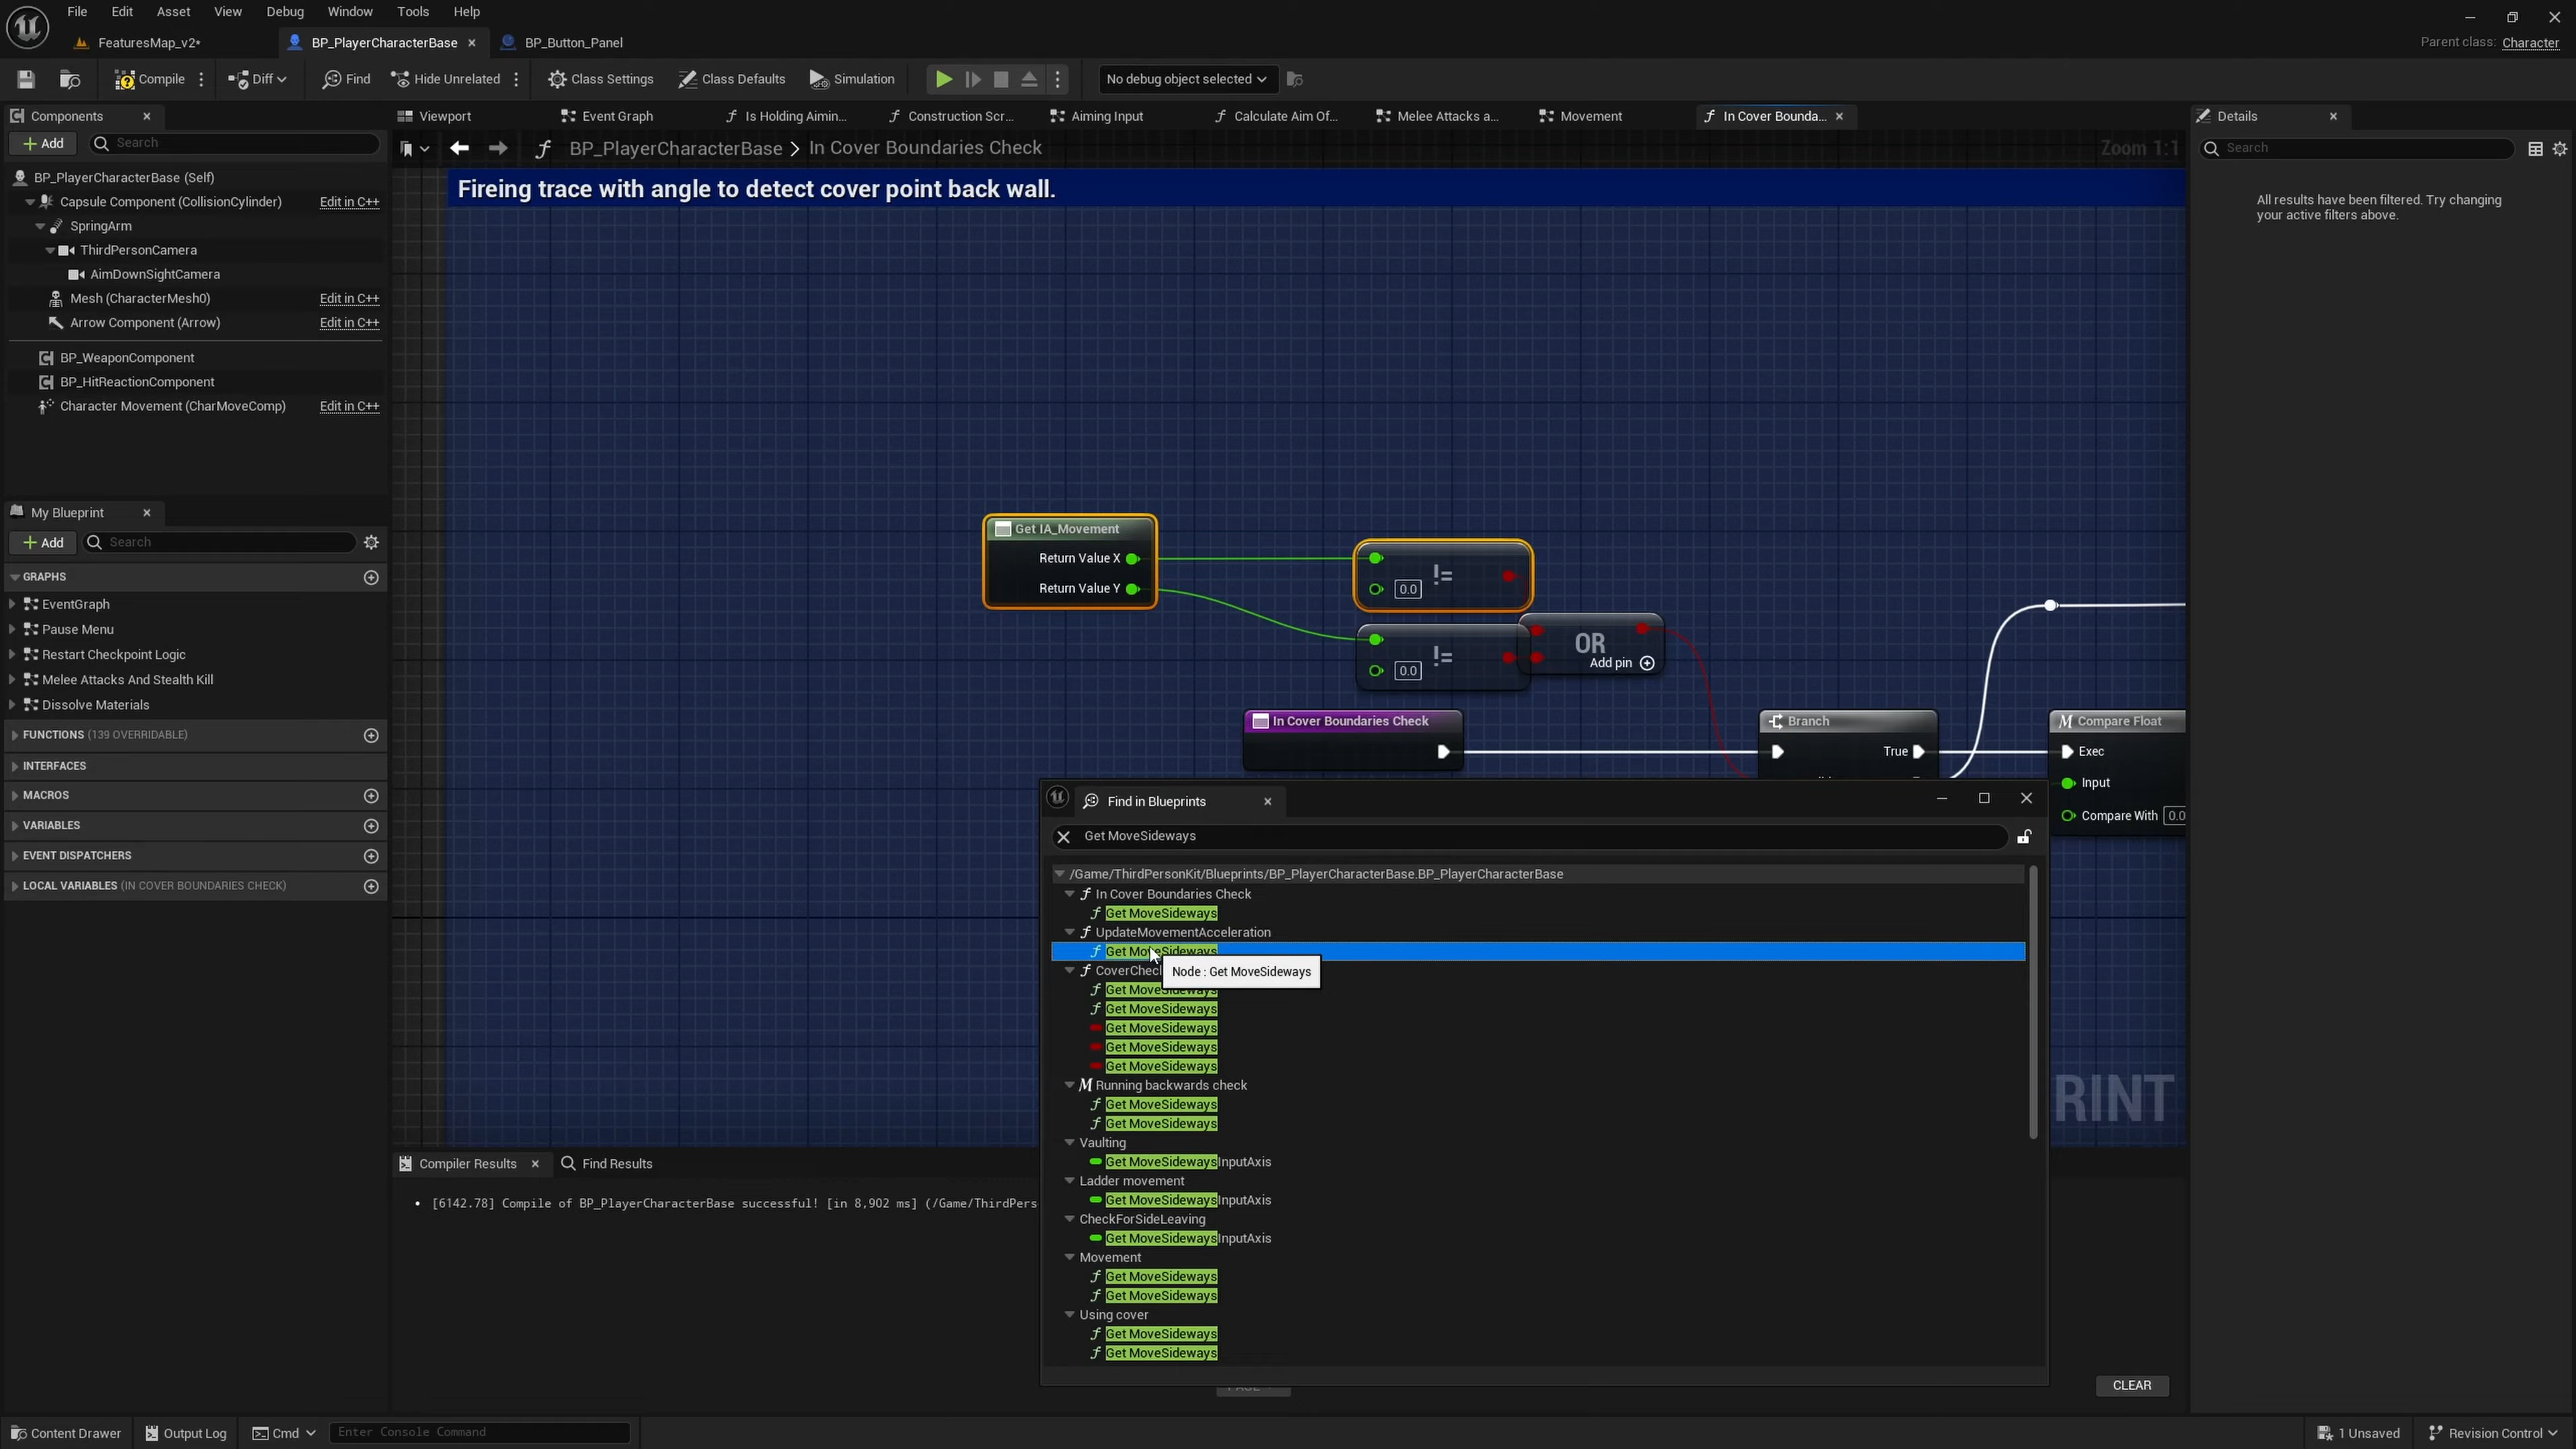 File Edit Asset View Debug Window Tools Help
FeaturesMap_v2* BP_PlayerCharacterBase BP_Button_Panel
Parent class: Character
Compile Diff Find Hide Unrelated Class Settings Class Defaults Simulation No debug object selected
Components
Add Search
BP_PlayerCharacterBase (Self)
Capsule Component (CollisionCylinder) Edit in C++
SpringArm
ThirdPersonCamera
AimDownSightCamera
Mesh (CharacterMesh0) Edit in C++
Arrow Component (Arrow) Edit in C++
BP_WeaponComponent
BP_HitReactionComponent
Character Movement (CharMoveComp) Edit in C++
My Blueprint
Add Search
GRAPHS
EventGraph
Pause Menu
Restart Checkpoint Logic
Melee Attacks And Stealth Kill
Dissolve Materials
FUNCTIONS (139 OVERRIDABLE)
INTERFACES
MACROS
VARIABLES
EVENT DISPATCHERS
LOCAL VARIABLES (IN COVER BOUNDARIES CHECK)
Viewport Event Graph Is Holding Aimin... Construction Scr... Aiming Input Calculate Aim Of... Melee Attacks a... Movement In Cover Bounda...
BP_PlayerCharacterBase > In Cover Boundaries Check
Zoom 1:1
Fireing trace with angle to detect cover point back wall.
Get IA_Movement
Return Value X
Return Value Y
!=
0.0
!=
0.0
OR
Add pin
In Cover Boundaries Check
Branch
True
Compare Float
Exec
Input
Compare With 0.0
RINT
Find in Blueprints
Get MoveSideways
/Game/ThirdPersonKit/Blueprints/BP_PlayerCharacterBase.BP_PlayerCharacterBase
In Cover Boundaries Check
Get MoveSideways
UpdateMovementAcceleration
Get MoveSideways
Node : Get MoveSideways
CoverChec
Get MoveSideways
Get MoveSideways
Get MoveSideways
Get MoveSideways
Get MoveSideways
Running backwards check
Get MoveSideways
Get MoveSideways
Vaulting
Get MoveSidewaysInputAxis
Ladder movement
Get MoveSidewaysInputAxis
CheckForSideLeaving
Get MoveSidewaysInputAxis
Movement
Get MoveSideways
Get MoveSideways
Using cover
Get MoveSideways
Get MoveSideways
Compiler Results Find Results
[6142.78] Compile of BP_PlayerCharacterBase successful! [in 8,902 ms] (/Game/ThirdPers
CLEAR
Details
Search
All results have been filtered. Try changing
your active filters above.
Content Drawer Output Log Cmd Enter Console Command
1 Unsaved Revision Control